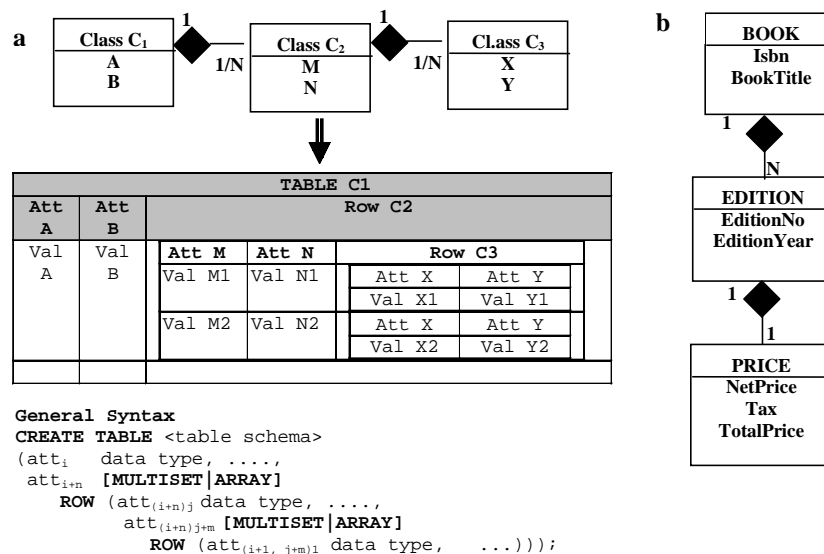 a
1
Class C1
A
B
1/N
Class C2
M
N
1
1/N
Cl.ass C3
X
Y
TABLE C1
Att A
Att B
Row C2
Val A
Val B
Att M Att N Row C3
Val M1 Val N1 Att X Att Y
Val X1 Val Y1
Val M2 Val N2 Att X Att Y
Val X2 Val Y2
General Syntax
CREATE TABLE <table schema>
(atti data type, ....,
atti+n [MULTISET|ARRAY]
ROW (att(i+n)j data type, ....,
att(i+n)j+m [MULTISET|ARRAY]
ROW (att(i+1, j+m)1 data type, ...)));
b
BOOK
Isbn
BookTitle
1
N
EDITION
EditionNo
EditionYear
1
1
PRICE
NetPrice
Tax
TotalPrice